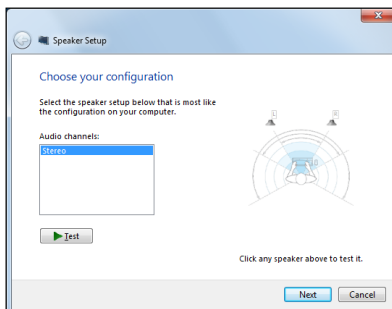 Speaker Setup
Choose your configuration
Select the speaker setup below that is most like
the configuration on your computer.
Audio channels:
Stereo
Test
L
R
Click any speaker above to test it.
Next
Cancel